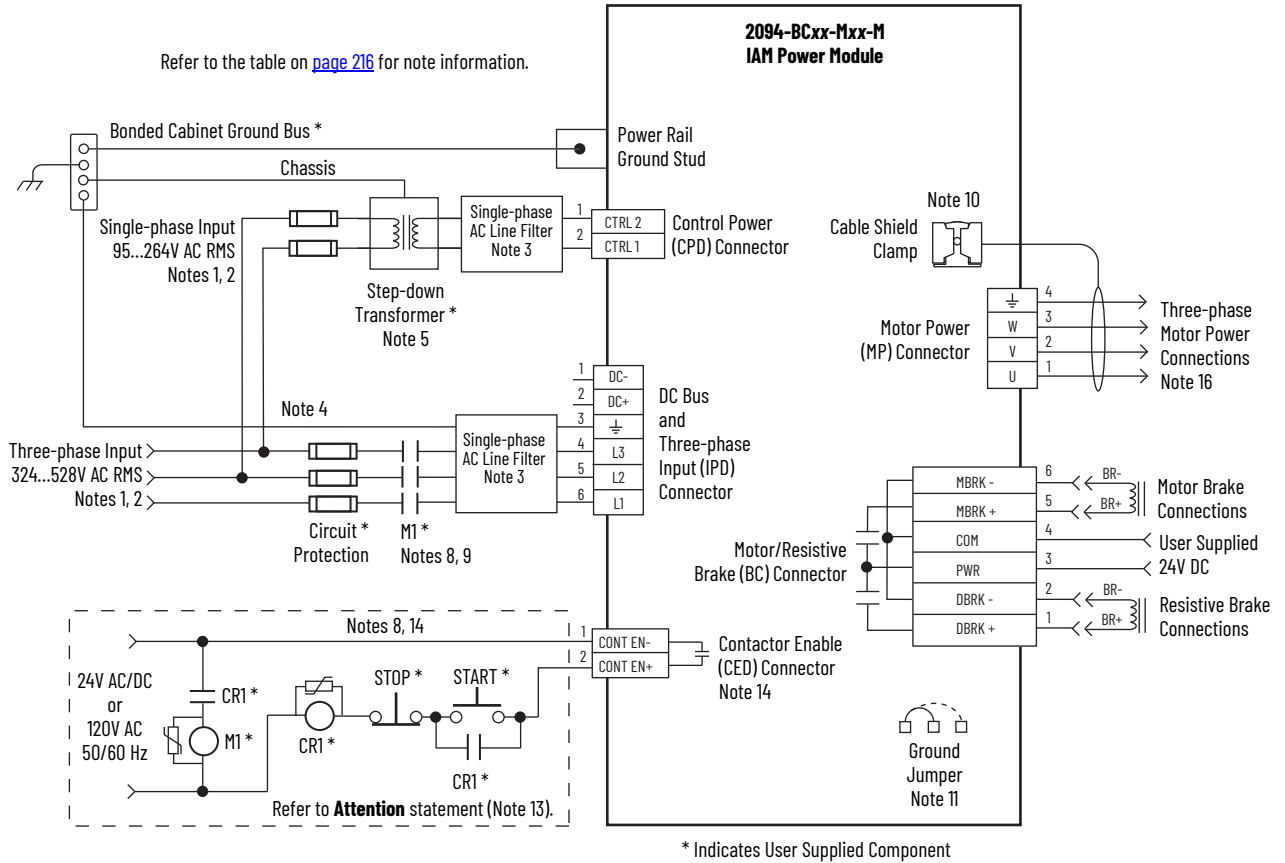 2094-BCxx-Mxx-M
IAM Power Module
Refer to the table on page 216 for note information.
Bonded Cabinet Ground Bus *
Power Rail
Ground Stud
Chassis
Single-phase Input
95...264V AC RMS
Notes 1, 2
Single-phase
AC Line Filter
Note 3
1
2
CTRL 2
CTRL 1
Control Power
(CPD) Connector
Step-down
Transformer *
Note 5
Note 10
Cable Shield
Clamp
Motor Power
(MP) Connector
W
V
U
4
3
2
1
Three-phase
Motor Power
Connections
Note 16
Note 4
Three-phase Input
324...528V AC RMS
Notes 1, 2
Circuit *
Protection
M1 *
Notes 8, 9
Single-phase
AC Line Filter
Note 3
1
2
3
4
5
6
DC-
DC+
L3
L2
L1
DC Bus
and
Three-phase
Input (IPD)
Connector
Motor/Resistive
Brake (BC) Connector
MBRK -
MBRK +
COM
PWR
DBRK -
DBRK +
6
5
4
3
2
1
BR-
BR+
Motor Brake
Connections
User Supplied
24V DC
BR-
BR+
Resistive Brake
Connections
Notes 8, 14
24V AC/DC
or
120V AC
50/60 Hz
CR1 *
M1 *
CR1 *
STOP *
START *
CR1 *
Refer to Attention statement (Note 13).
1
2
CONT EN-
CONT EN+
Contactor Enable
(CED) Connector
Note 14
Ground
Jumper
Note 11
* Indicates User Supplied Component